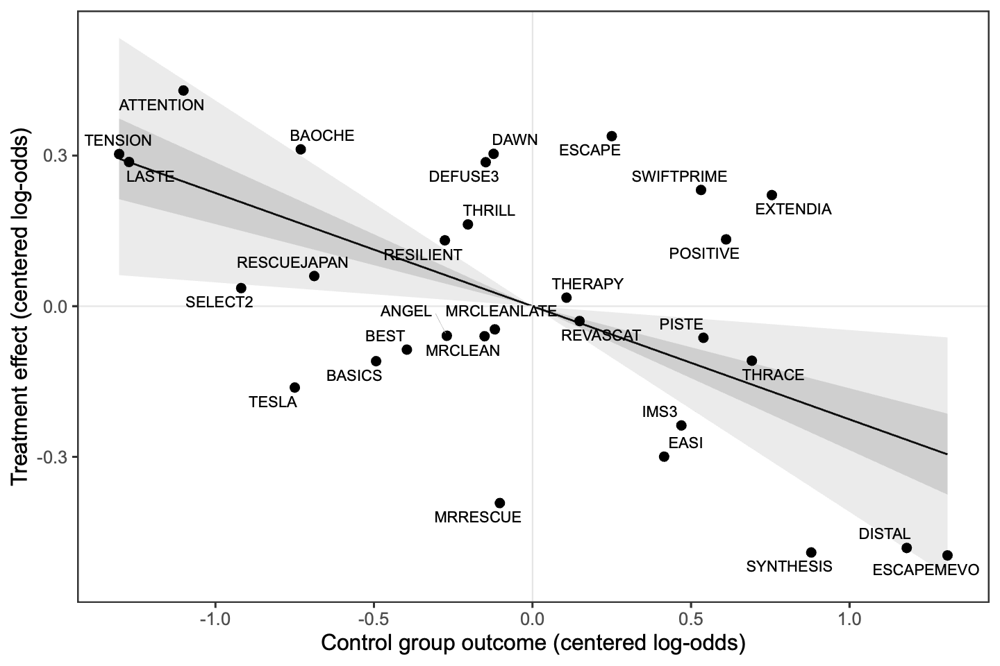 ATTENTION
BAOCHE
DAWN
TENSION
ESCAPE
LASTE
DEFUSE3
SWIFTPRIME
THRILL
EXTENDIA
RESILIENT
POSITIVE
RESCUEJAPAN
THERAPY
SELECT2
ANGEL
MRCLEANLATE
PISTE
BEST
REVASCAT
MRCLEAN
BASICS
THRACE
TESLA
IMS3
EASI
MRRESCUE
DISTAL
SYNTHESIS
ESCAPEMEVO
0.3
0.0
-0.3
Treatment effect (centered log-odds)
-1.0 -0.5 0.0 0.5 1.0
Control group outcome (centered log-odds)